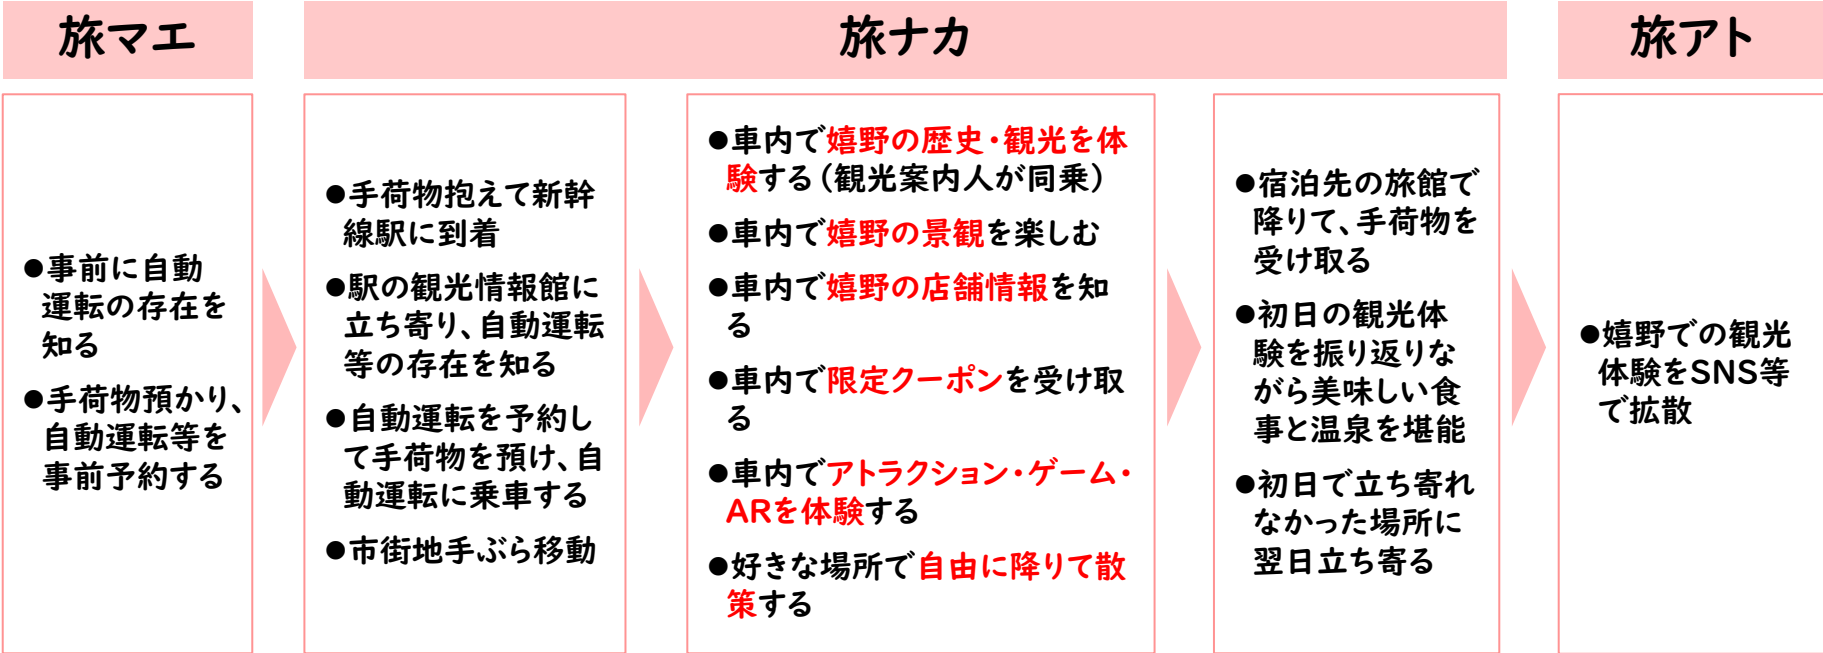 旅マエ
旅ナカ
旅アト
●事前に自動
運転の存在を
知る
●手荷物預かり、
自動運転等を
事前予約する
●手荷物抱えて新幹
線駅に到着
●駅の観光情報館に
立ち寄り、自動運転
等の存在を知る
●自動運転を予約し
て手荷物を預け、自
動運転に乗車する
●市街地手ぶら移動
●車内で嬉野の歴史・観光を体
験する（観光案内人が同乗）
●車内で嬉野の景観を楽しむ
●車内で嬉野の店舗情報を知
る
●車内で限定クーポンを受け取
る
●車内でアトラクション・ゲーム・
ARを体験する
●好きな場所で自由に降りて散
策する
●宿泊先の旅館で
降りて、手荷物を
受け取る
●初日の観光体
験を振り返りな
がら美味しい食
事と温泉を堪能
●初日で立ち寄れ
なかった場所に
翌日立ち寄る
●嬉野での観光
体験をSNS等
で拡散